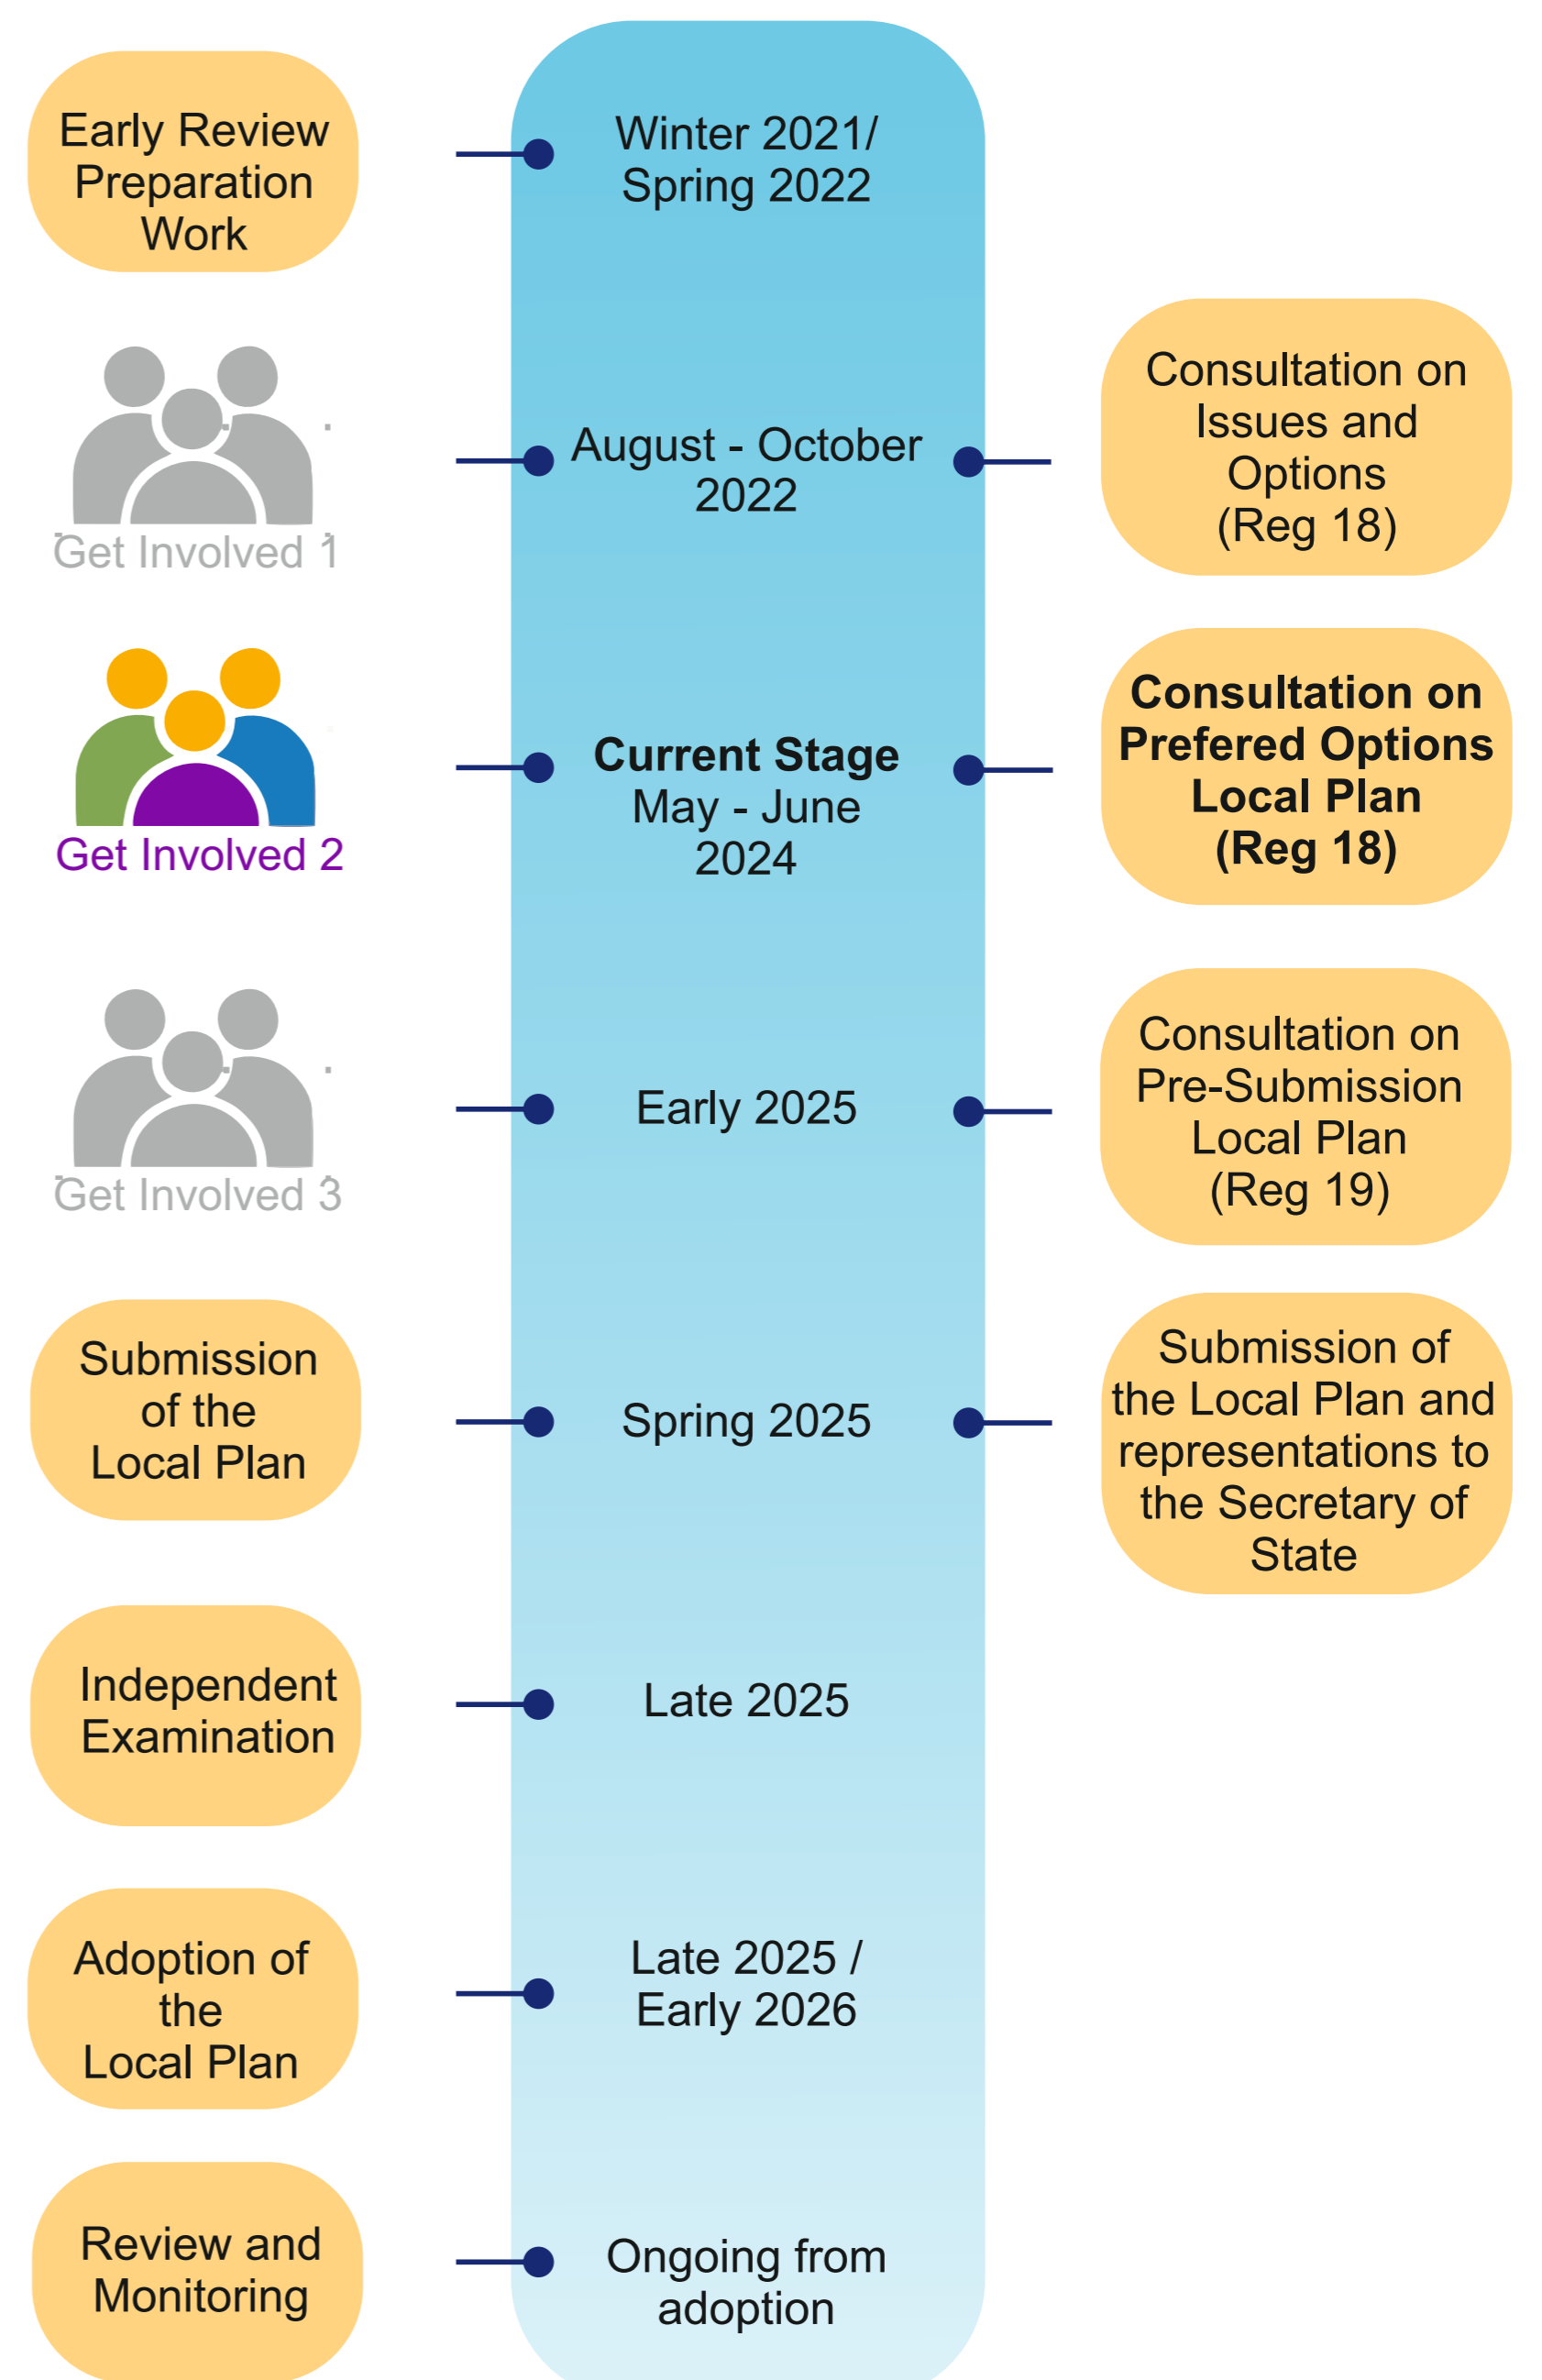 Early Review
Preparation
Work
Winter 2021/
Spring 2022
Get Involved 1
August - October
2022
Consultation on
Issues and
Options
(Reg 18)
Get Involved 2
Current Stage
May - June
2024
Consultation on
Prefered Options
Local Plan
(Reg 18)
Get Involved 3
Early 2025
Consultation on
Pre-Submission
Local Plan
(Reg 19)
Submission
of the
Local Plan
Spring 2025
Submission of
the Local Plan and
representations to
the Secretary of
State
Independent
Examination
Late 2025
Adoption of
the
Local Plan
Late 2025 /
Early 2026
Review and
Monitoring
Ongoing from
adoption